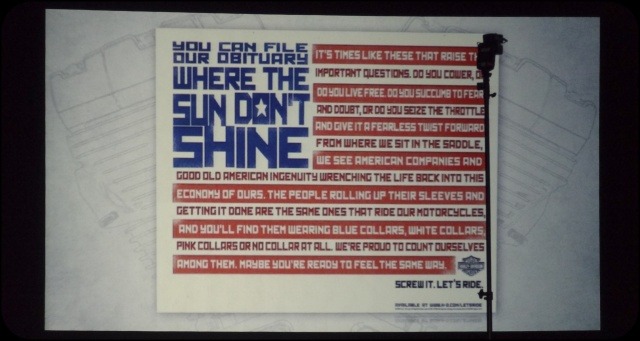 YOU CAN FILE
OUR OBITUARY
WHERE THE
SUN DON'T
SHINE
IT'S TIMES LIKE THESE THAT RAISE
IMPORTANT QUESTIONS. DO YOU COWER,
DO YOU LIVE FREE. DO YOU SUCCUMB TO FEAR
AND DOUBT, OR DO YOU SEIZE THE THROTTLE
AND GIVE IT A FEARLESS TWIST FORWARD
FROM WHERE WE SIT IN THE SADDLE,
WE SEE AMERICAN COMPANIES AND
GOOD OLD AMERICAN INGENUITY WRENCHING THE LIFE BACK INTO THIS
ECONOMY OF OURS. THE PEOPLE ROLLING UP THEIR SLEEVES AND
GETTING IT DONE ARE THE SAME ONES THAT RIDE OUR MOTORCYCLES,
AND YOU'LL FIND THEM WEARING BLUE COLLARS, WHITE COLLARS,
PINK COLLARS OR NO COLLAR AT ALL. WE'RE PROUD TO COUNT OURSELVES
AMONG THEM. MAYBE YOU'RE READY TO FEEL THE SAME WAY.
SCREW IT. LET'S RIDE.